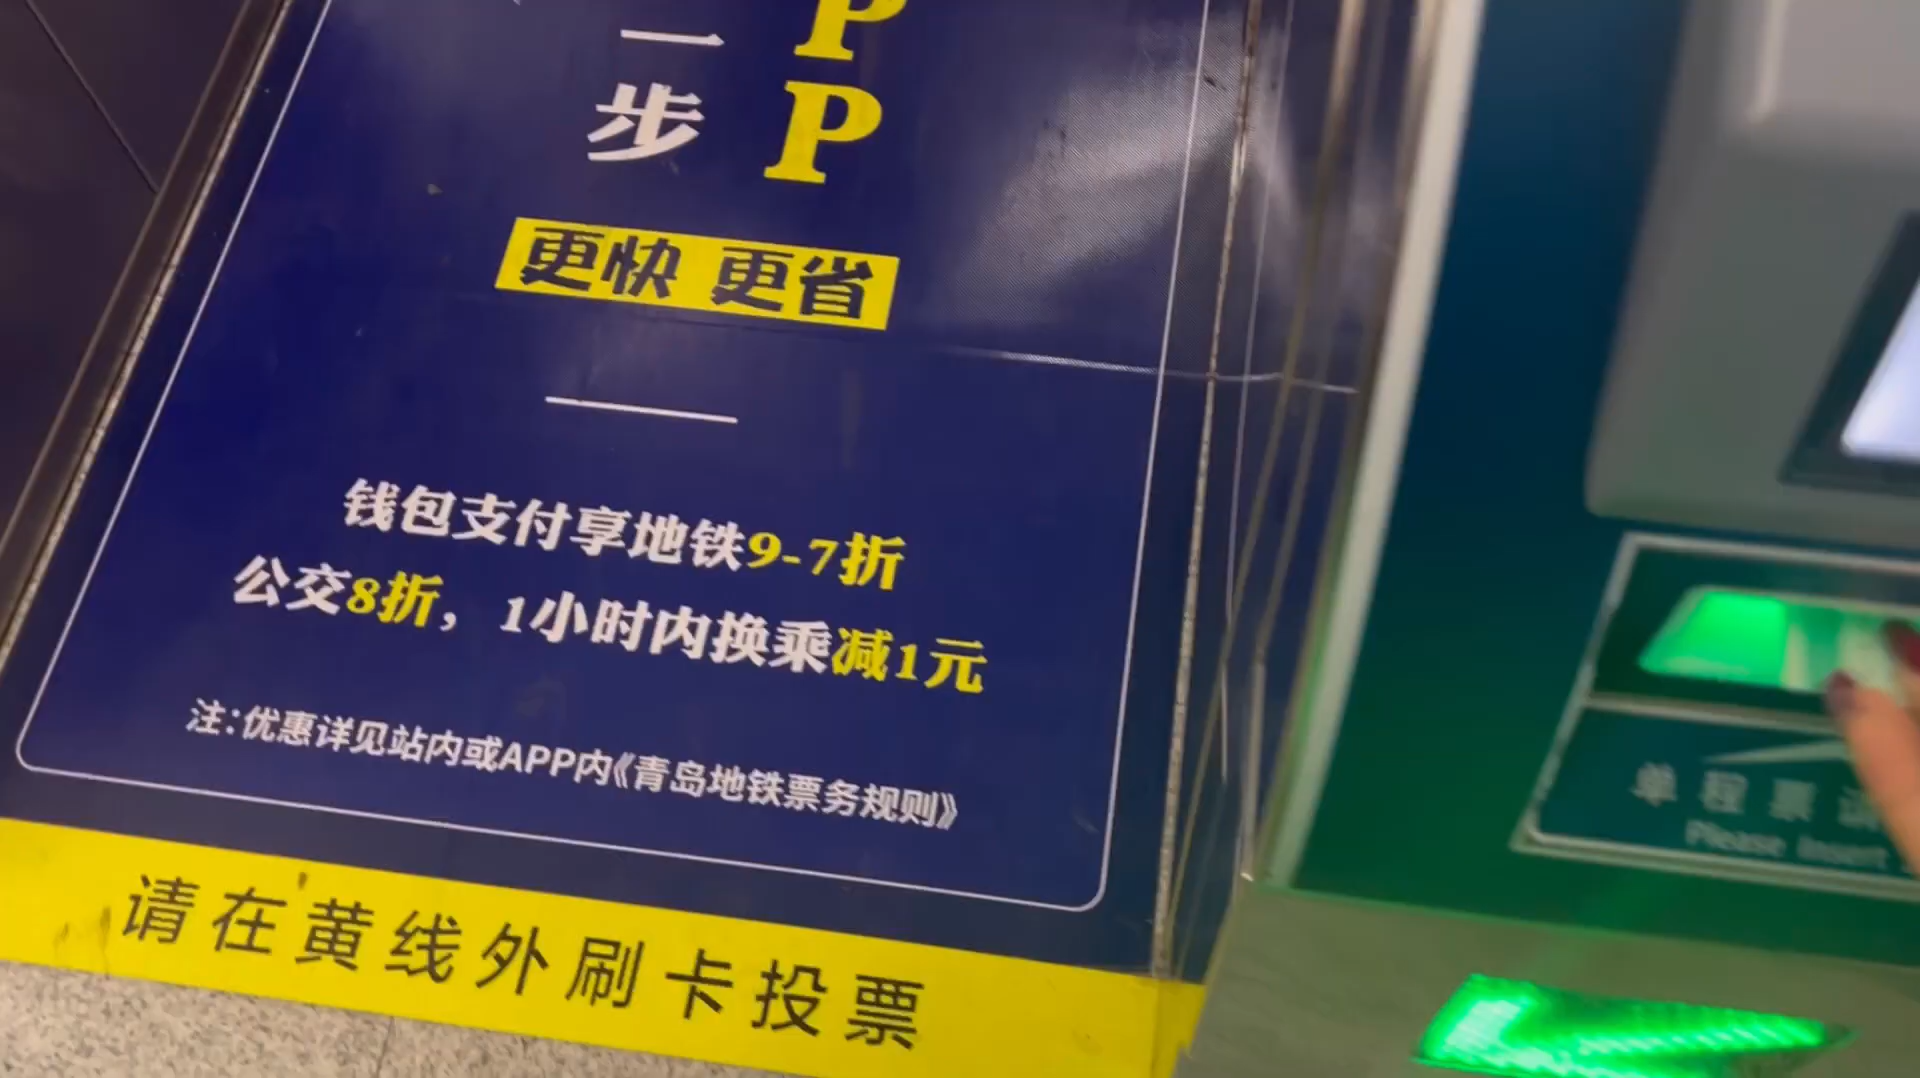 一 P
步 P
更快 更省
钱包支付享地铁9-7折
公交8折，1小时内换乘减1元
注：优惠详见站内或APP内《青岛地铁票务规则》
请在黄线外刷卡投票
单程票请
Please Insert